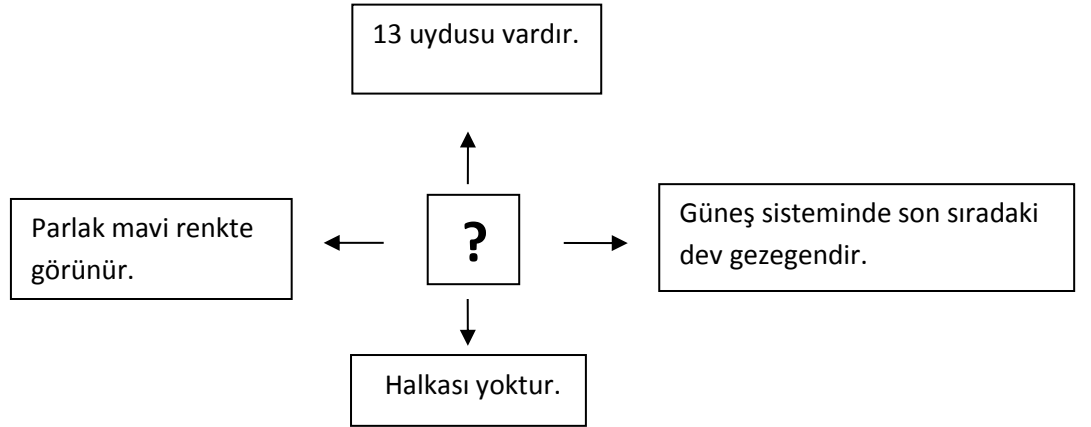 13 uydusu vardır.
Parlak mavi renkte
görünür.
?
Güneş sisteminde son sıradaki
dev gezegendir.
Halkası yoktur.